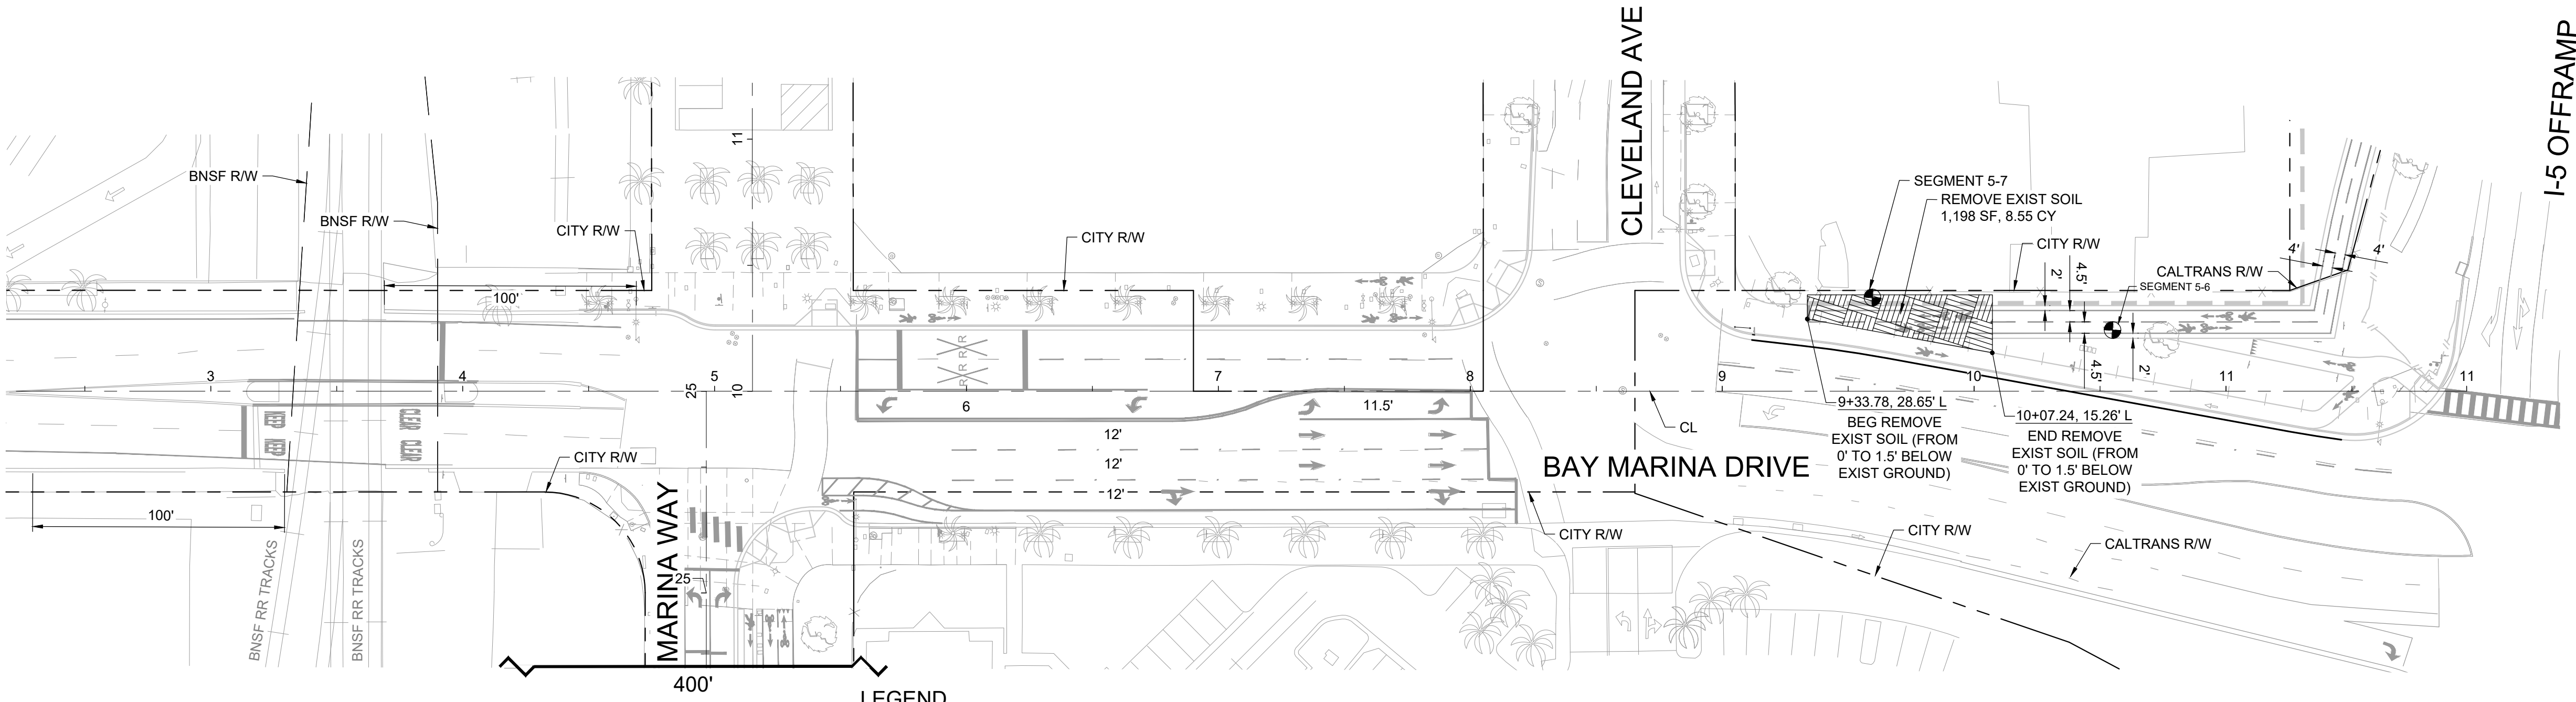 CLEVELAND AVE
I-5 OFFRAMP
BNSF R/W
BNSF R/W
CITY R/W
CITY R/W
11
SEGMENT 5-7
REMOVE EXIST SOIL
1,198 SF, 8.55 CY
CITY R/W
CALTRANS R/W
SEGMENT 5-6
2'
4.5'
4'
4'
4.5'
2'
100'
3
4
25
5
10
R R
R R
6
7
8
9
10
11
11
11.5'
12'
12'
12'
KEEP KEEP
CLEAR CLEAR
CITY R/W
CL
9+33.78, 28.65' L
BEG REMOVE
EXIST SOIL (FROM
0' TO 1.5' BELOW
EXIST GROUND)
10+07.24, 15.26' L
END REMOVE
EXIST SOIL (FROM
0' TO 1.5' BELOW
EXIST GROUND)
BAY MARINA DRIVE
100'
CITY R/W
CITY R/W
CALTRANS R/W
BNSF RR TRACKS
BNSF RR TRACKS
MARINA WAY
25
400'
LEGEND